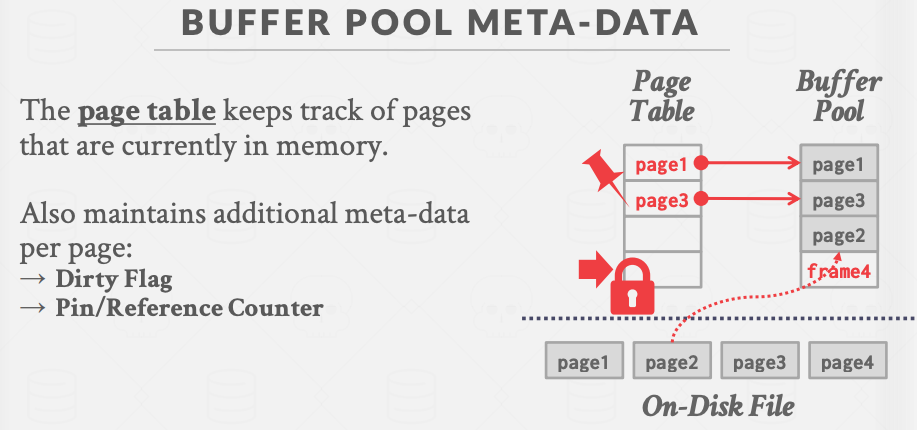 BUFFER POOL META-DATA
The page table keeps track of pages
that are currently in memory.
Also maintains additional meta-data
per page:
→ Dirty Flag
→ Pin/Reference Counter
Page
Table
page1
page3
Buffer
Pool
page1
page3
page2
frame4
page1 page2 page3 page4
On-Disk File